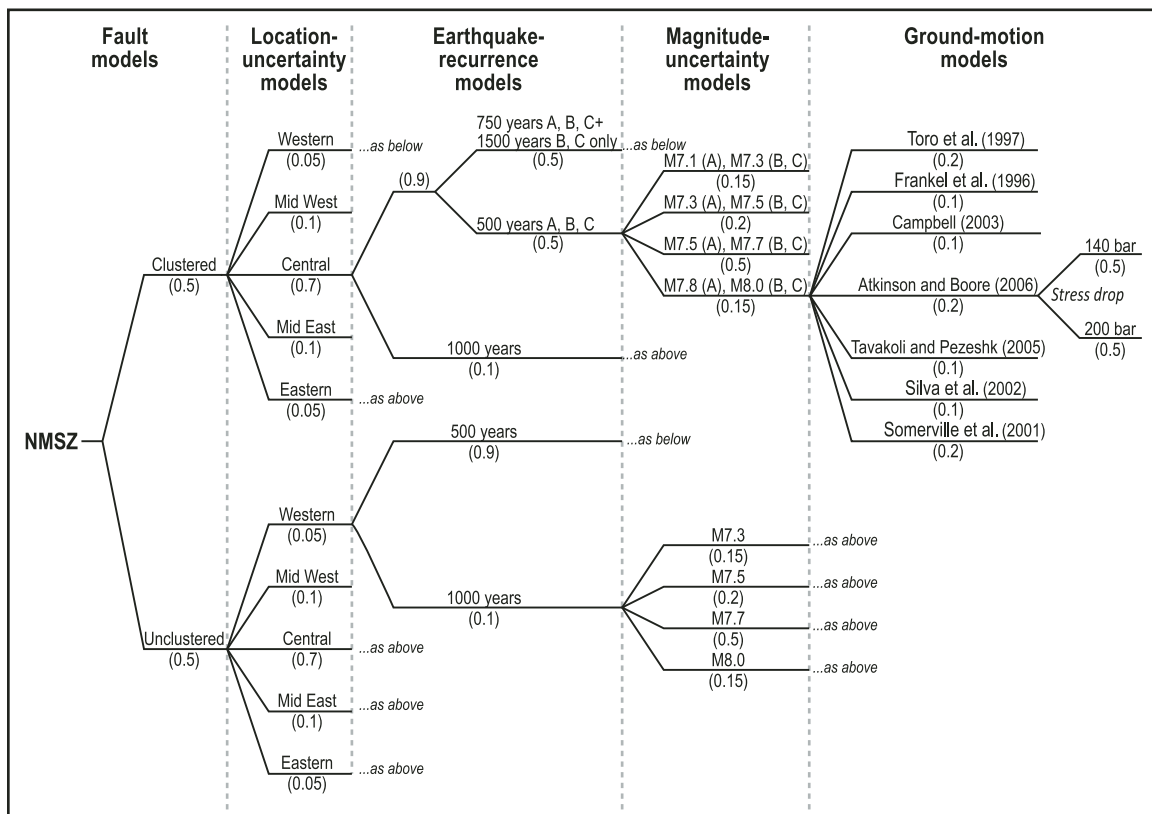 Fault
models
Location-
uncertainty
models
Earthquake-
recurrence
models
Magnitude-
uncertainty
models
Ground-motion
models
NMSZ
Clustered
(0.5)
Western
(0.05)
...as below
Mid West
(0.1)
Central
(0.7)
Mid East
(0.1)
Eastern
(0.05)
...as above
(0.9)
750 years A, B, C+
1500 years B, C only
(0.5)
...as below
500 years A, B, C
(0.5)
1000 years
(0.1)
...as above
M7.1 (A), M7.3 (B, C)
(0.15)
M7.3 (A), M7.5 (B, C)
(0.2)
M7.5 (A), M7.7 (B, C)
(0.5)
M7.8 (A), M8.0 (B, C)
(0.15)
Toro et al. (1997)
(0.2)
Frankel et al. (1996)
(0.1)
Campbell (2003)
(0.1)
Atkinson and Boore (2006)
(0.2)
140 bar
(0.5)
Stress drop
200 bar
(0.5)
Tavakoli and Pezeshk (2005)
(0.1)
Silva et al. (2002)
(0.1)
Somerville et al. (2001)
(0.2)
Unclustered
(0.5)
Western
(0.05)
Mid West
(0.1)
Central
(0.7)
...as above
Mid East
(0.1)
...as above
Eastern
(0.05)
...as above
500 years
(0.9)
...as below
1000 years
(0.1)
M7.3
(0.15)
...as above
M7.5
(0.2)
...as above
M7.7
(0.5)
...as above
M8.0
(0.15)
...as above